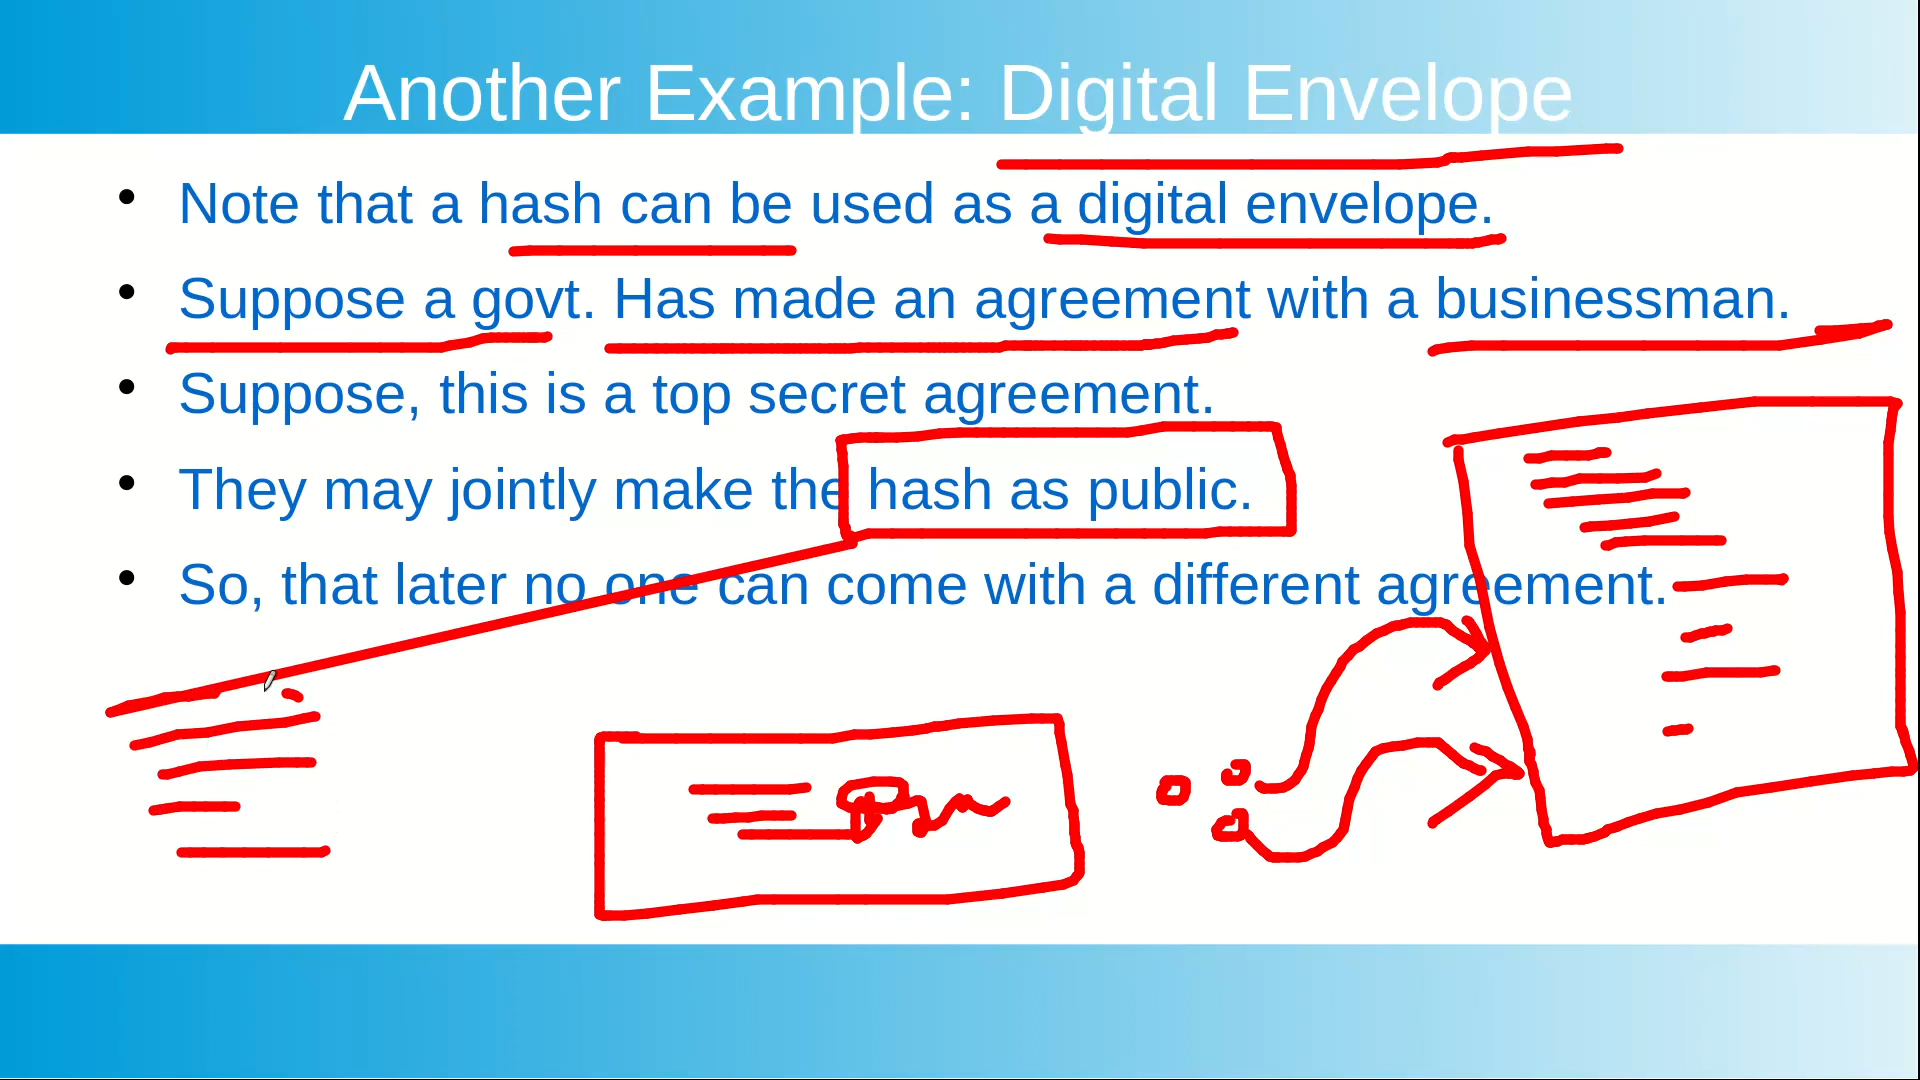 Another Example: Digital Envelope
Note that a hash can be used as a digital envelope.
Suppose a govt. Has made an agreement with a businessman.
Suppose, this is a top secret agreement.
They may jointly make the hash as public.
So, that later no one can come with a different agreement.